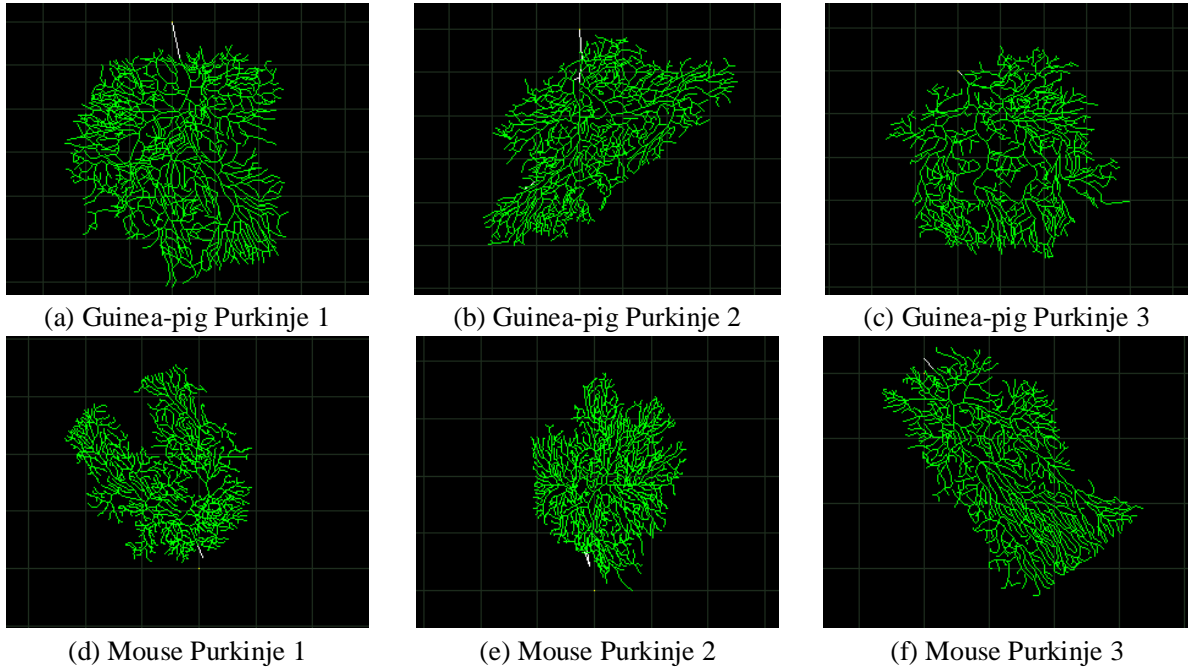 (a) Guinea-pig Purkinje 1
(b) Guinea-pig Purkinje 2
(c) Guinea-pig Purkinje 3
(d) Mouse Purkinje 1
(e) Mouse Purkinje 2
(f) Mouse Purkinje 3